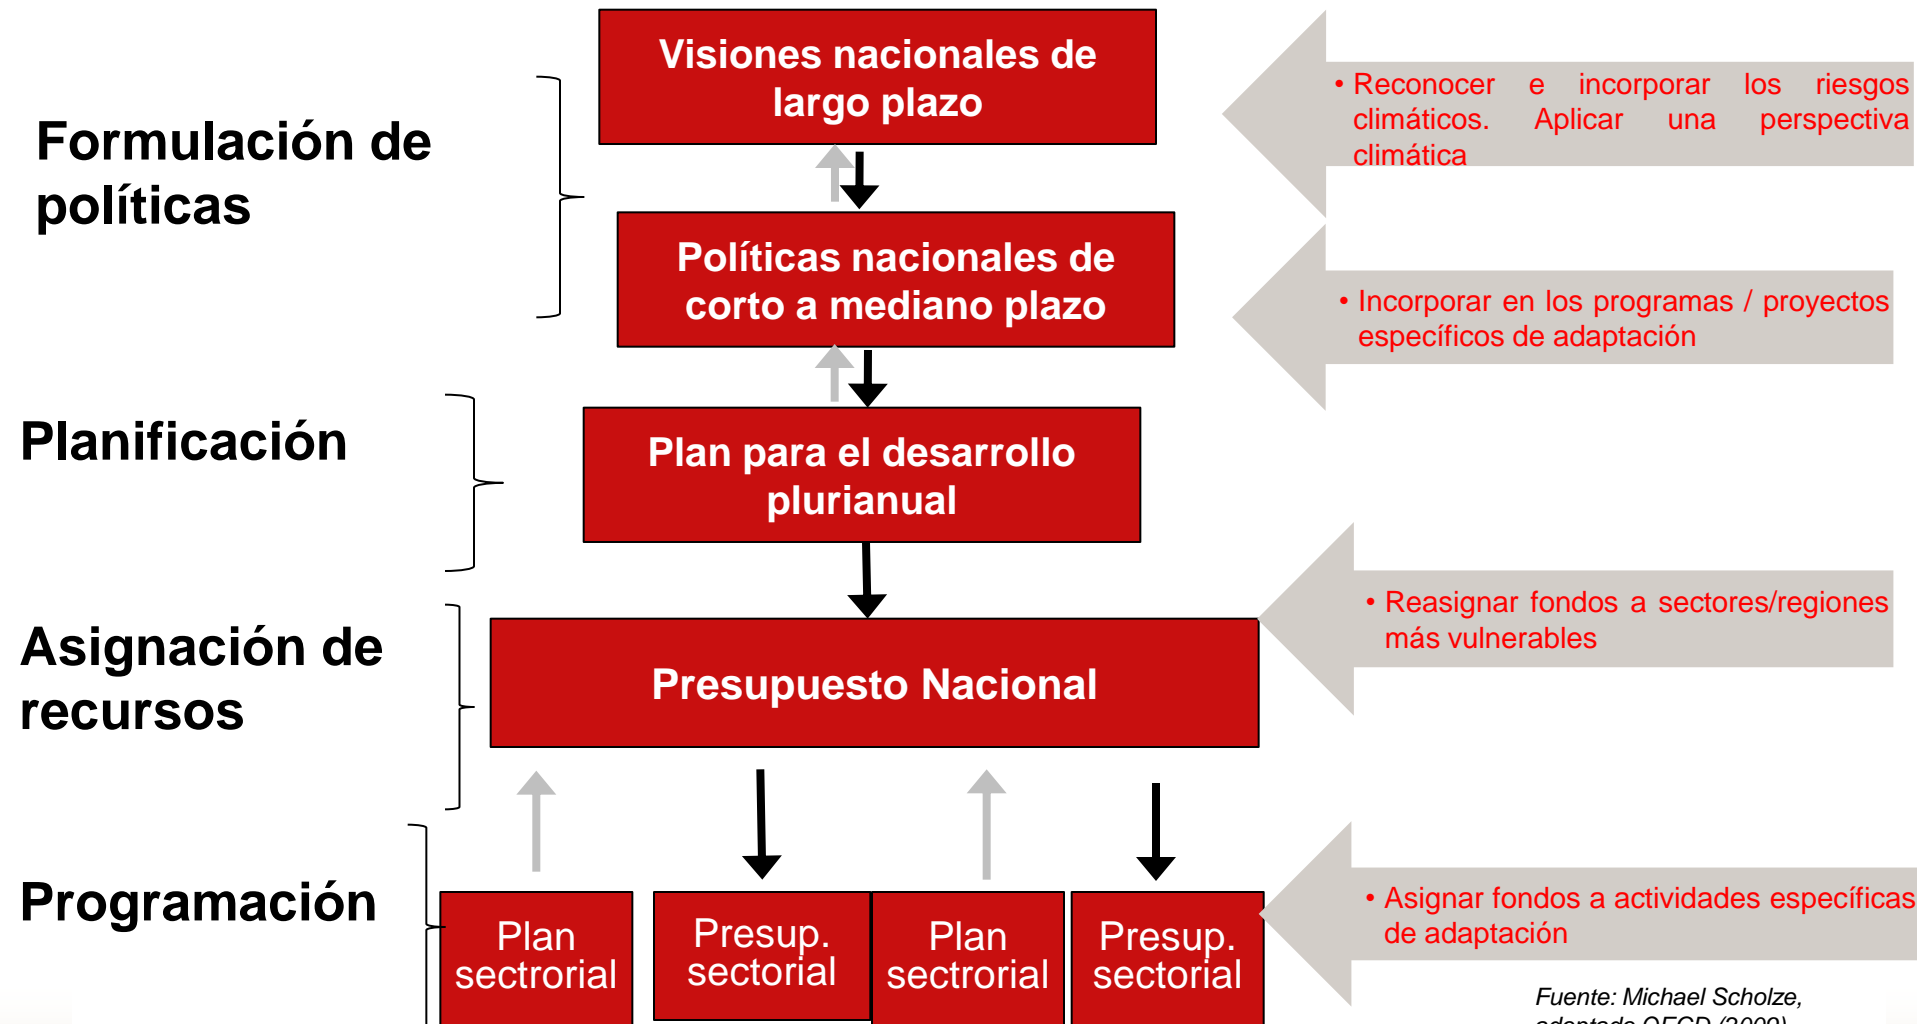 Visiones nacionales de
largo plazo
• Reconocer e incorporar los riesgos
climáticos. Aplicar una perspectiva
climática
Formulación de
políticas
Políticas nacionales de
corto a mediano plazo
• Incorporar en los programas / proyectos
específicos de adaptación
Planificación
Plan para el desarrollo
plurianual
• Reasignar fondos a sectores/regiones
más vulnerables
Asignación de
recursos
Presupuesto Nacional
Programación
Plan
sectrorial
Presup.
sectorial
Plan
sectrorial
Presup.
sectorial
• Asignar fondos a actividades específicas
de adaptación
Fuente: Michael Scholze,
adaptado OECD (2009)